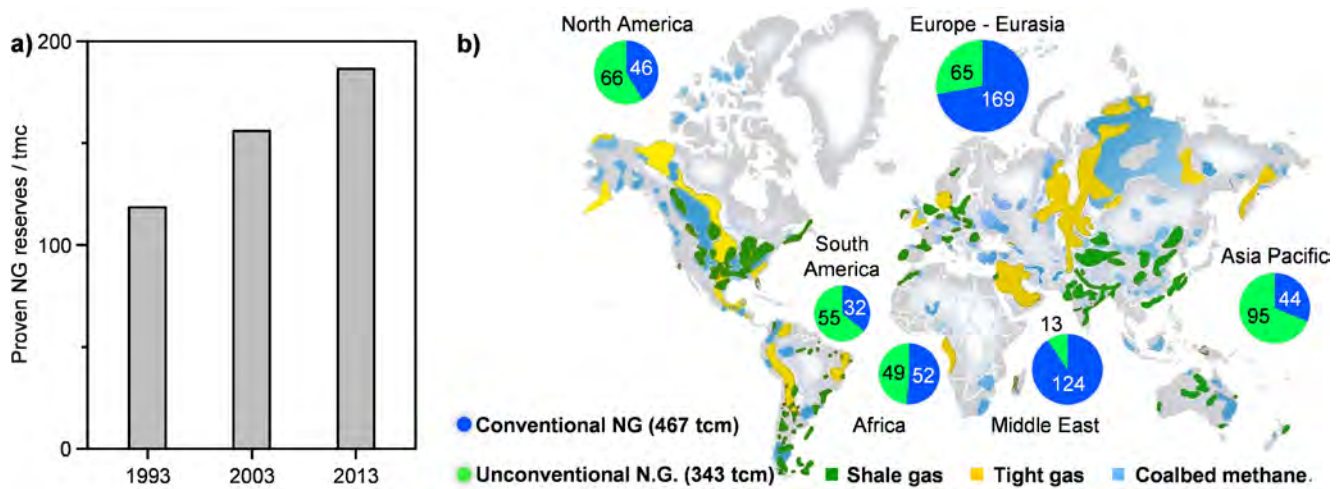 a)
200
100
0
Proven NG reserves / tmc
1993 2003 2013
b)
North America
66 46
Europe - Eurasia
65
169
South
America
55 32
Asia Pacific
44
95
49 52
Africa
13
124
Middle East
Conventional NG (467 tcm)
Unconventional N.G. (343 tcm) Shale gas Tight gas Coalbed methane.